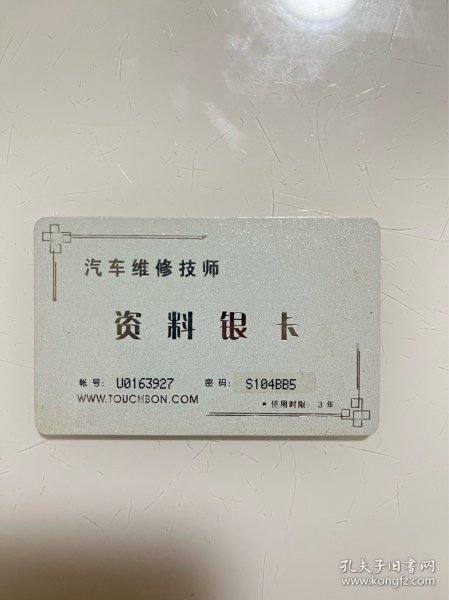 汽车维修技师
资料银卡
帐号: U0163927 密码: S104BB5
WWW.TOUCHBON.COM
* 使用时限: 3 年
孔夫子旧书网
www.kongfz.com